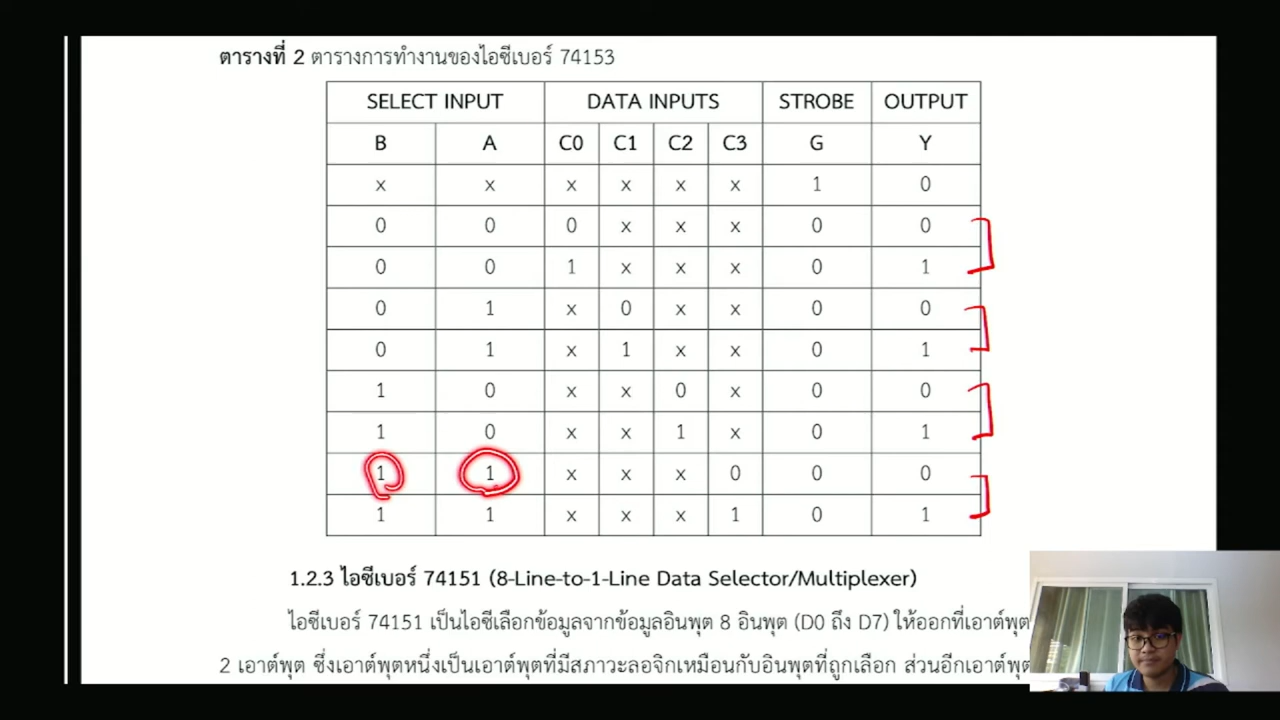 ตารางที่ 2 ตารางการทำงานของไอซีเบอร์ 74153
SELECT INPUT DATA INPUTS STROBE OUTPUT
B A C0 C1 C2 C3 G Y
x x x x x x 1 0
0 0 0 x x x 0 0
0 0 1 x x x 0 1
0 1 x 0 x x 0 0
0 1 x 1 x x 0 1
1 0 x x 0 x 0 0
1 0 x x 1 x 0 1
1 1 x x x 0 0 0
1 1 x x x 1 0 1
1.2.3 ไอซีเบอร์ 74151 (8-Line-to-1-Line Data Selector/Multiplexer)
ไอซีเบอร์ 74151 เป็นไอซีเลือกข้อมูลจากข้อมูลอินพุต 8 อินพุต (D0 ถึง D7) ให้ออกที่เอาต์พุต
2 เอาต์พุต ซึ่งเอาต์พุตหนึ่งเป็นเอาต์พุตที่มีสภาวะลอจิกเหมือนกับอินพุตที่ถูกเลือก ส่วนอีกเอาต์พุต